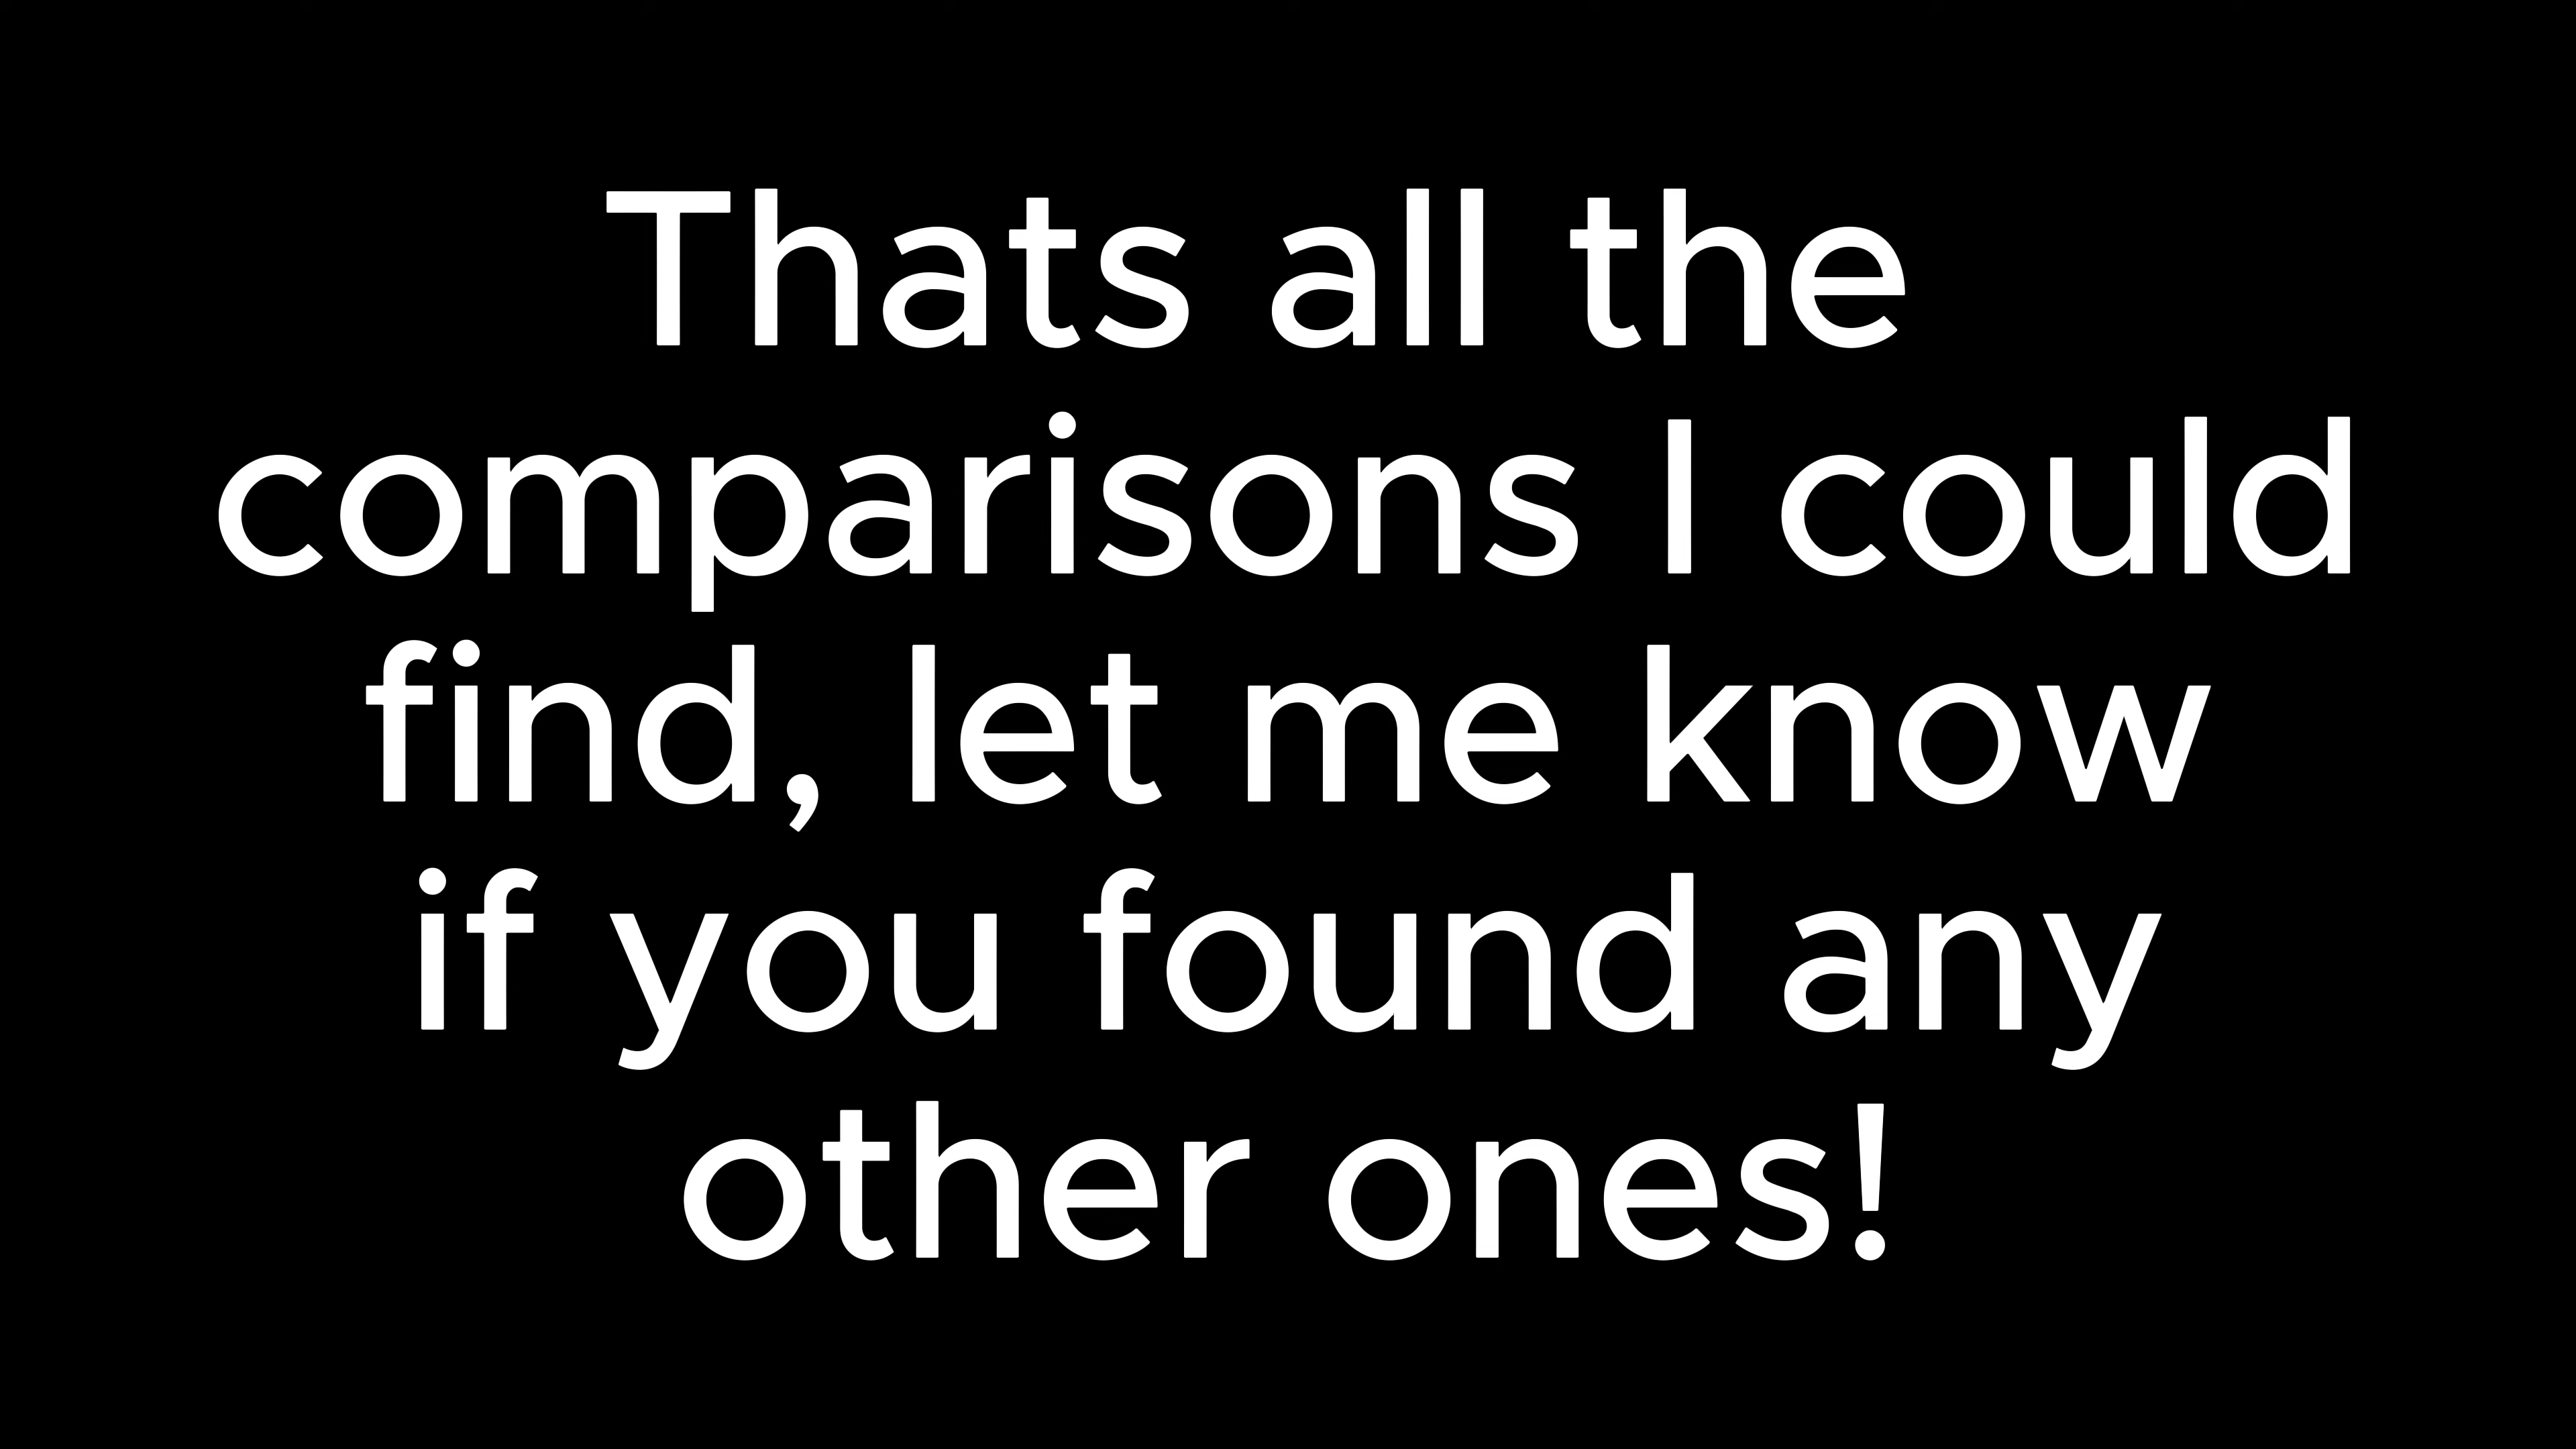 Thats all the
comparisons I could
find, let me know
if you found any
other ones!